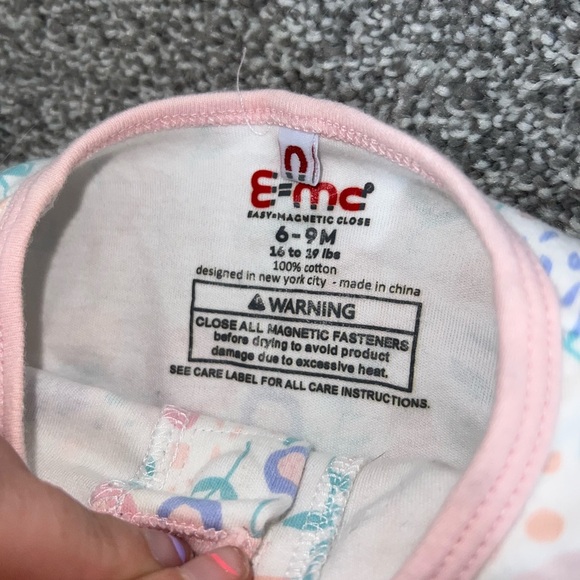 E=mc²
EASY=MAGNETIC CLOSE
6-9M
16 to 19 lbs
100% cotton
designed in new york city - made in china
WARNING
CLOSE ALL MAGNETIC FASTENERS
before drying to avoid product
damage due to excessive heat.
SEE CARE LABEL FOR ALL CARE INSTRUCTIONS.